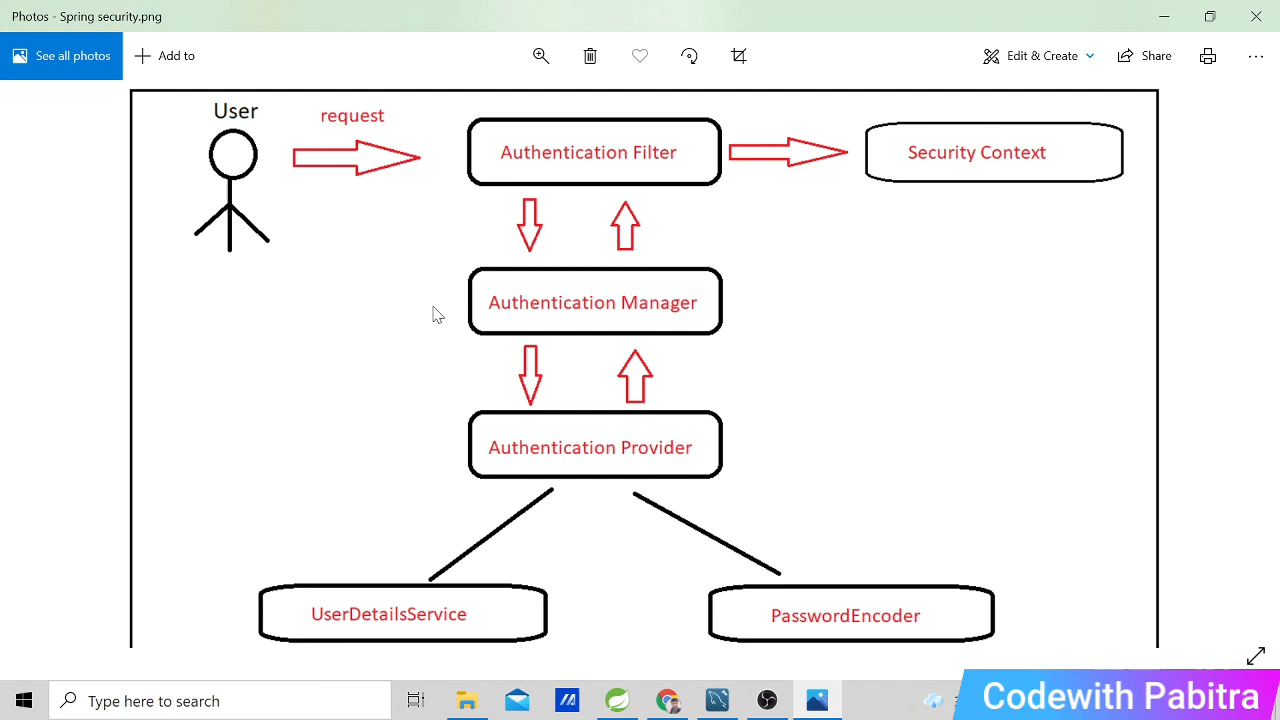 Photos - Spring security.png
See all photos
Add to
Edit & Create
Share
User
request
Authentication Filter
Security Context
Authentication Manager
Authentication Provider
UserDetailsService
PasswordEncoder
Type here to search
Codewith Pabitra